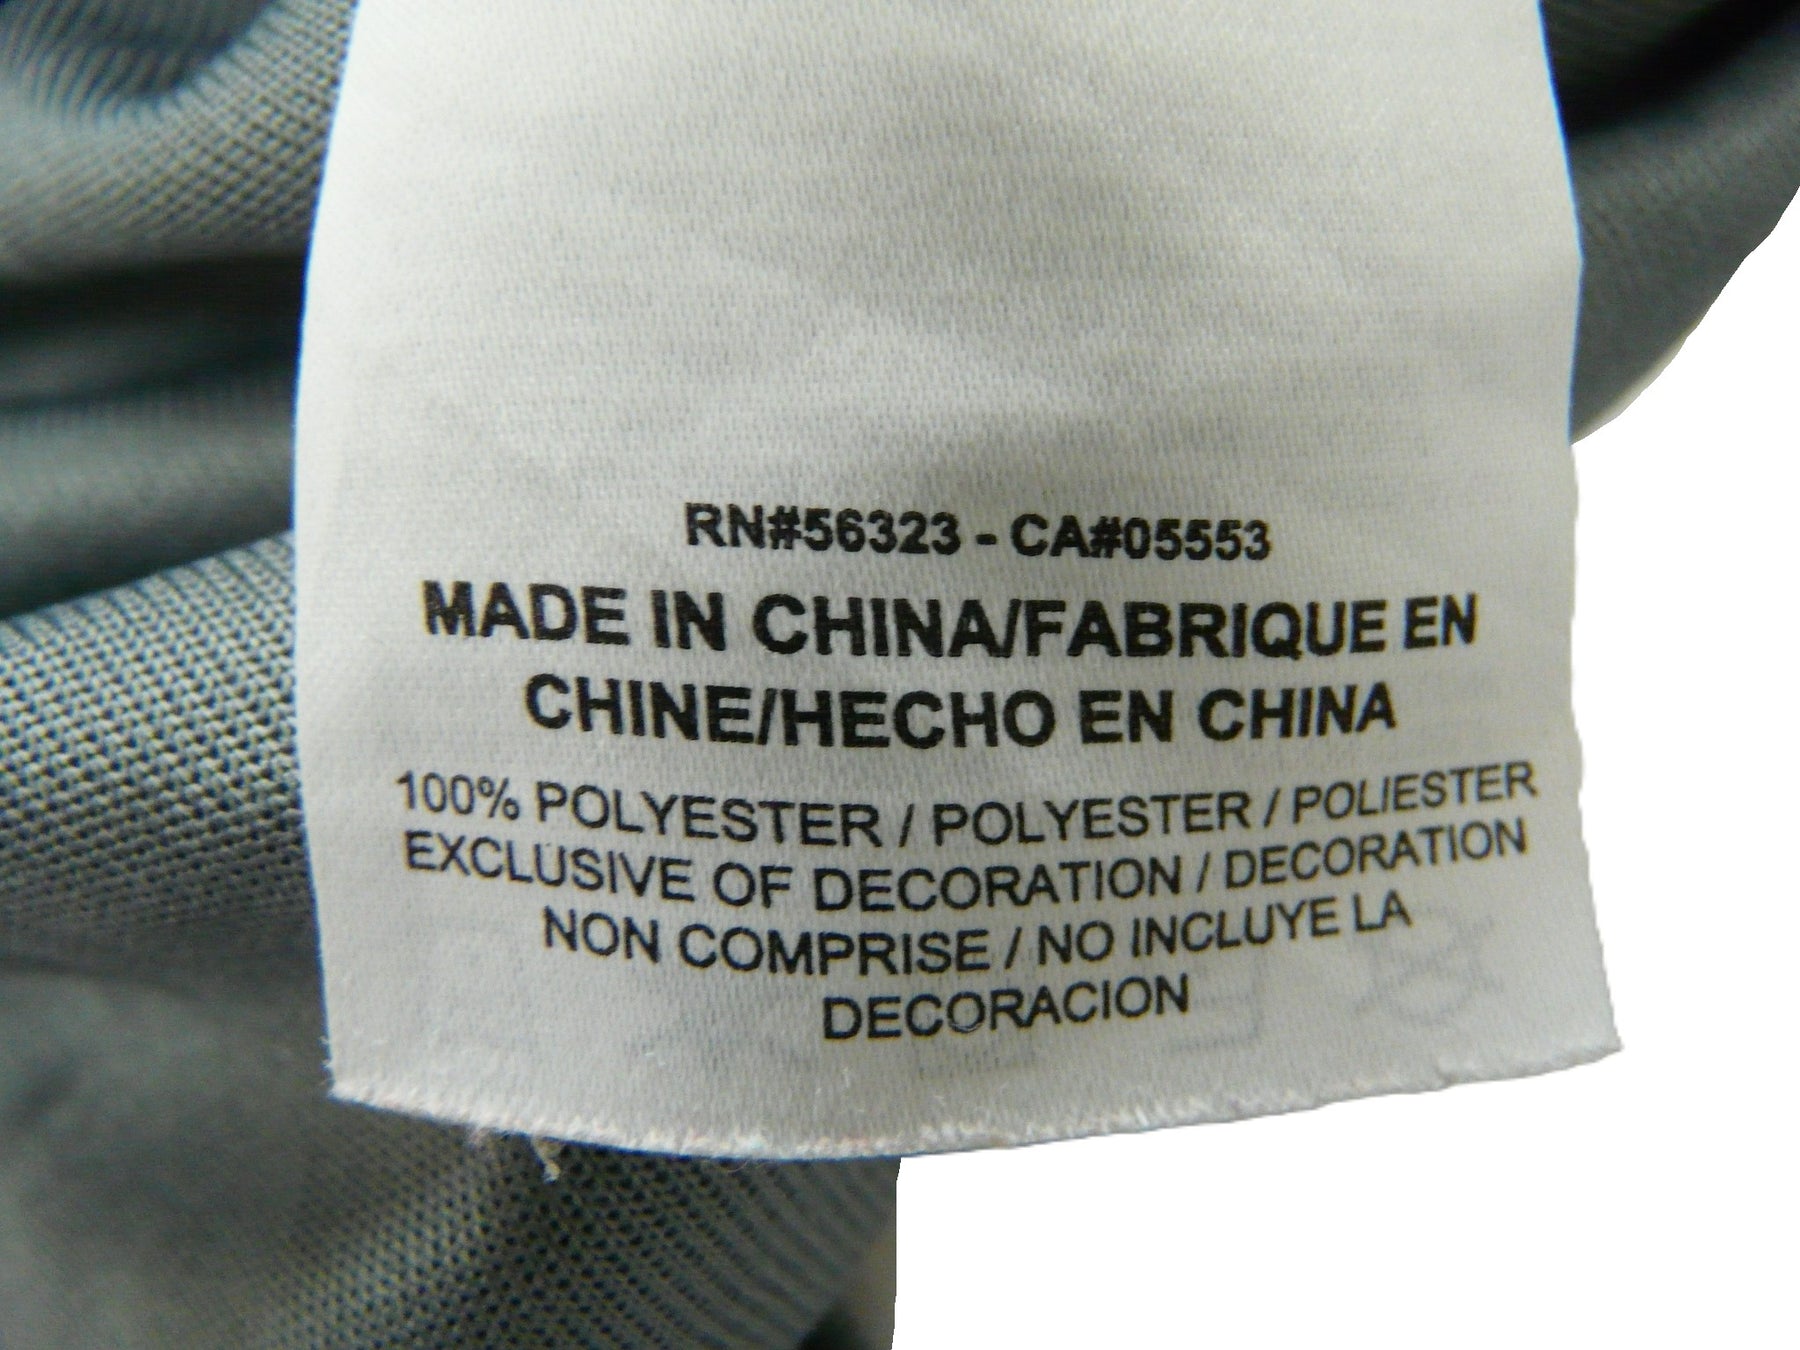 RN#56323 - CA#05553
MADE IN CHINA/FABRIQUE EN
CHINE/HECHO EN CHINA
100% POLYESTER / POLYESTER / POLIESTER
EXCLUSIVE OF DECORATION / DECORATION
NON COMPRISE / NO INCLUYE LA
DECORACION